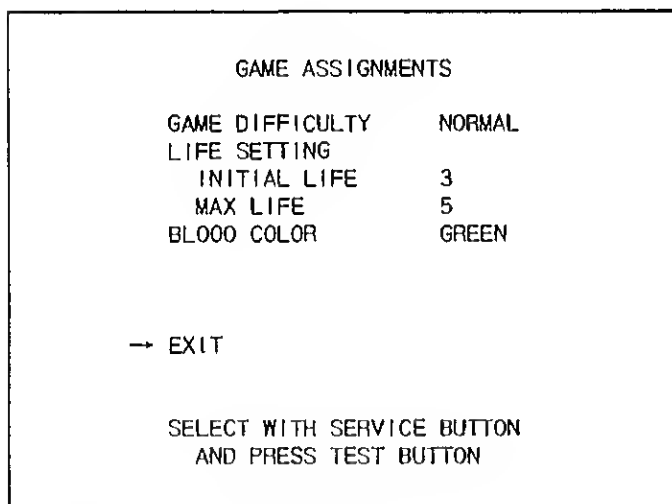 GAME ASSIGNMENTS
GAME DIFFICULTY NORMAL
LIFE SETTING
INITIAL LIFE 3
MAX LIFE 5
BLOOD COLOR GREEN
→ EXIT
SELECT WITH SERVICE BUTTON
AND PRESS TEST BUTTON